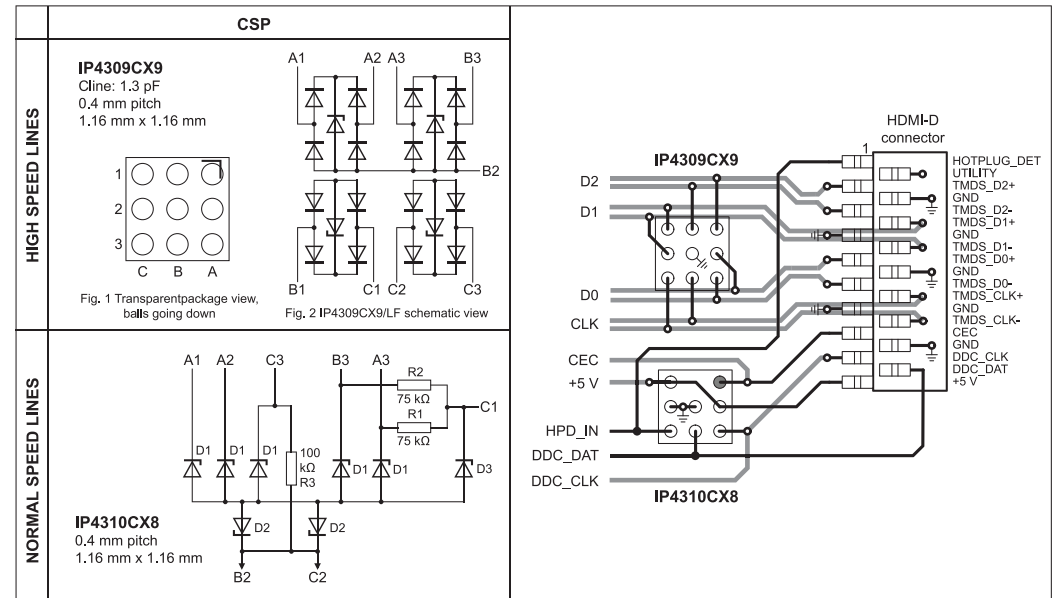 CSP
HIGH SPEED LINES
IP4309CX9
Cline: 1.3 pF
0.4 mm pitch
1.16 mm x 1.16 mm
1
2
3
C B A
Fig. 1 Transparentpackage view,
balls going down
A1 A2 A3 B3
B2
B1 C1 C2 C3
Fig. 2 IP4309CX9/LF schematic view
NORMAL SPEED LINES
A1 A2 C3 B3 A3
R2
75 kΩ
C1
R1
75 kΩ
D1 D1 D1 100 kΩ R3 D1 D1 D3
D2 D2
IP4310CX8
0.4 mm pitch
1.16 mm x 1.16 mm
B2 C2
HDMI-D
connector
1
IP4309CX9
D2
D1
D0
CLK
CEC
+5 V
HPD_IN
DDC_DAT
DDC_CLK
IP4310CX8
HOTPLUG_DET
UTILITY
TMDS_D2+
GND
TMDS_D2-
TMDS_D1+
GND
TMDS_D1-
TMDS_D0+
GND
TMDS_D0-
TMDS_CLK+
GND
TMDS_CLK-
CEC
GND
DDC_CLK
DDC_DAT
+5 V